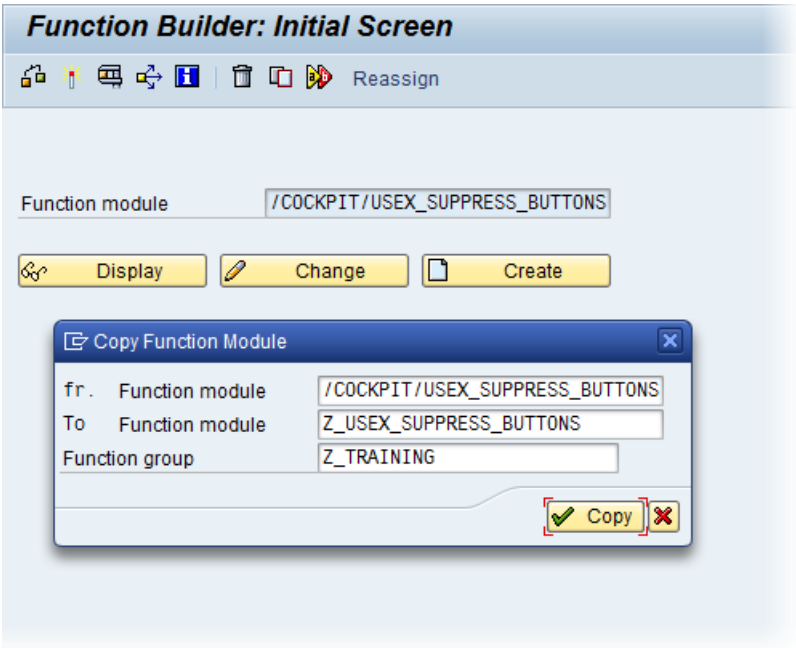 Function Builder: Initial Screen
Reassign
Function module /COCKPIT/USEX_SUPPRESS_BUTTONS
Display Change Create
Copy Function Module
fr. Function module /COCKPIT/USEX_SUPPRESS_BUTTONS
To Function module Z_USEX_SUPPRESS_BUTTONS
Function group Z_TRAINING
Copy